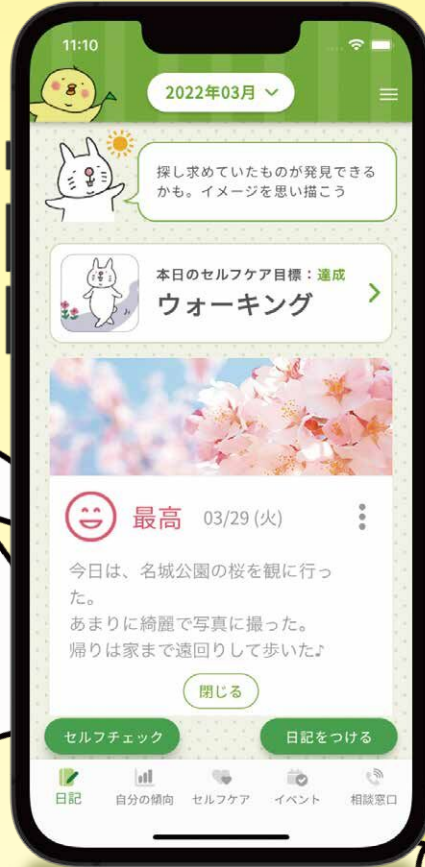 11:10
2022年03月
探し求めていたものが発見できる
かも。イメージを思い描こう
本日のセルフケア目標：達成
ウォーキング
最高 03/29 (火)
今日は、名城公園の桜を観に行っ
た。
あまりに綺麗で写真に撮った。
帰りは家まで遠回りして歩いた♪
閉じる
セルフチェック 日記をつける
日記 自分の傾向 セルフケア イベント 相談窓口